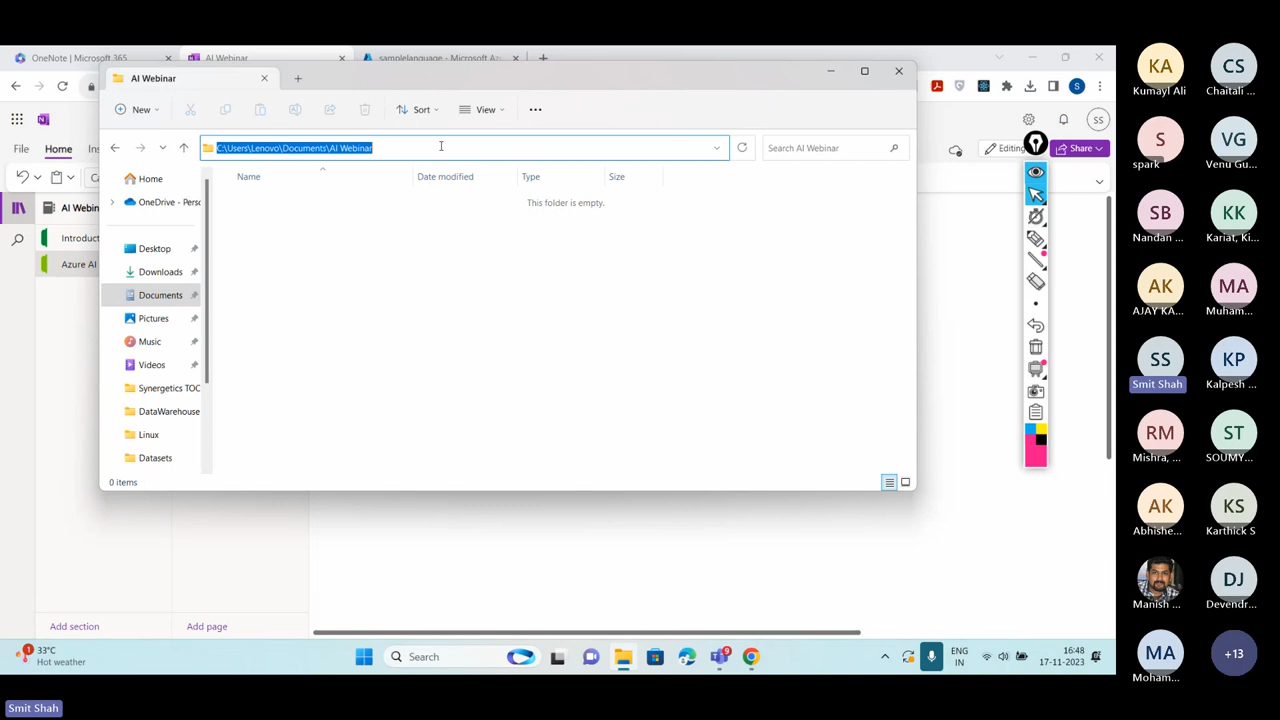 OneNote | Microsoft 365
AI Webinar
samplelanguage - Microsoft Az
AI Webinar
New
Sort
View
SS
File
Home
Ins
C:\Users\Lenovo\Documents\AI Webinar
Search AI Webinar
Editing
Share
Name
Date modified
Type
Size
This folder is empty.
Home
OneDrive - Perso
Desktop
Downloads
Documents
Pictures
Music
Videos
Synergetics TOC
DataWarehouse
Linux
Datasets
0 items
AI Webin
Introduct
Azure AI
Add section
Add page
1
33°C
Hot weather
Search
9
ENG
IN
16:48
17-11-2023
KA
Kumayl Ali
CS
Chaitali ...
S
spark
VG
Venu Gu...
SB
Nandan ...
KK
Kariat, Ki...
AK
AJAY KA...
MA
Muham...
SS
Smit Shah
KP
Kalpesh ...
RM
Mishra, ...
ST
SOUMY...
AK
Abhishe...
KS
Karthick S
Manish ...
DJ
Devendr...
MA
Moham...
+13
Smit Shah